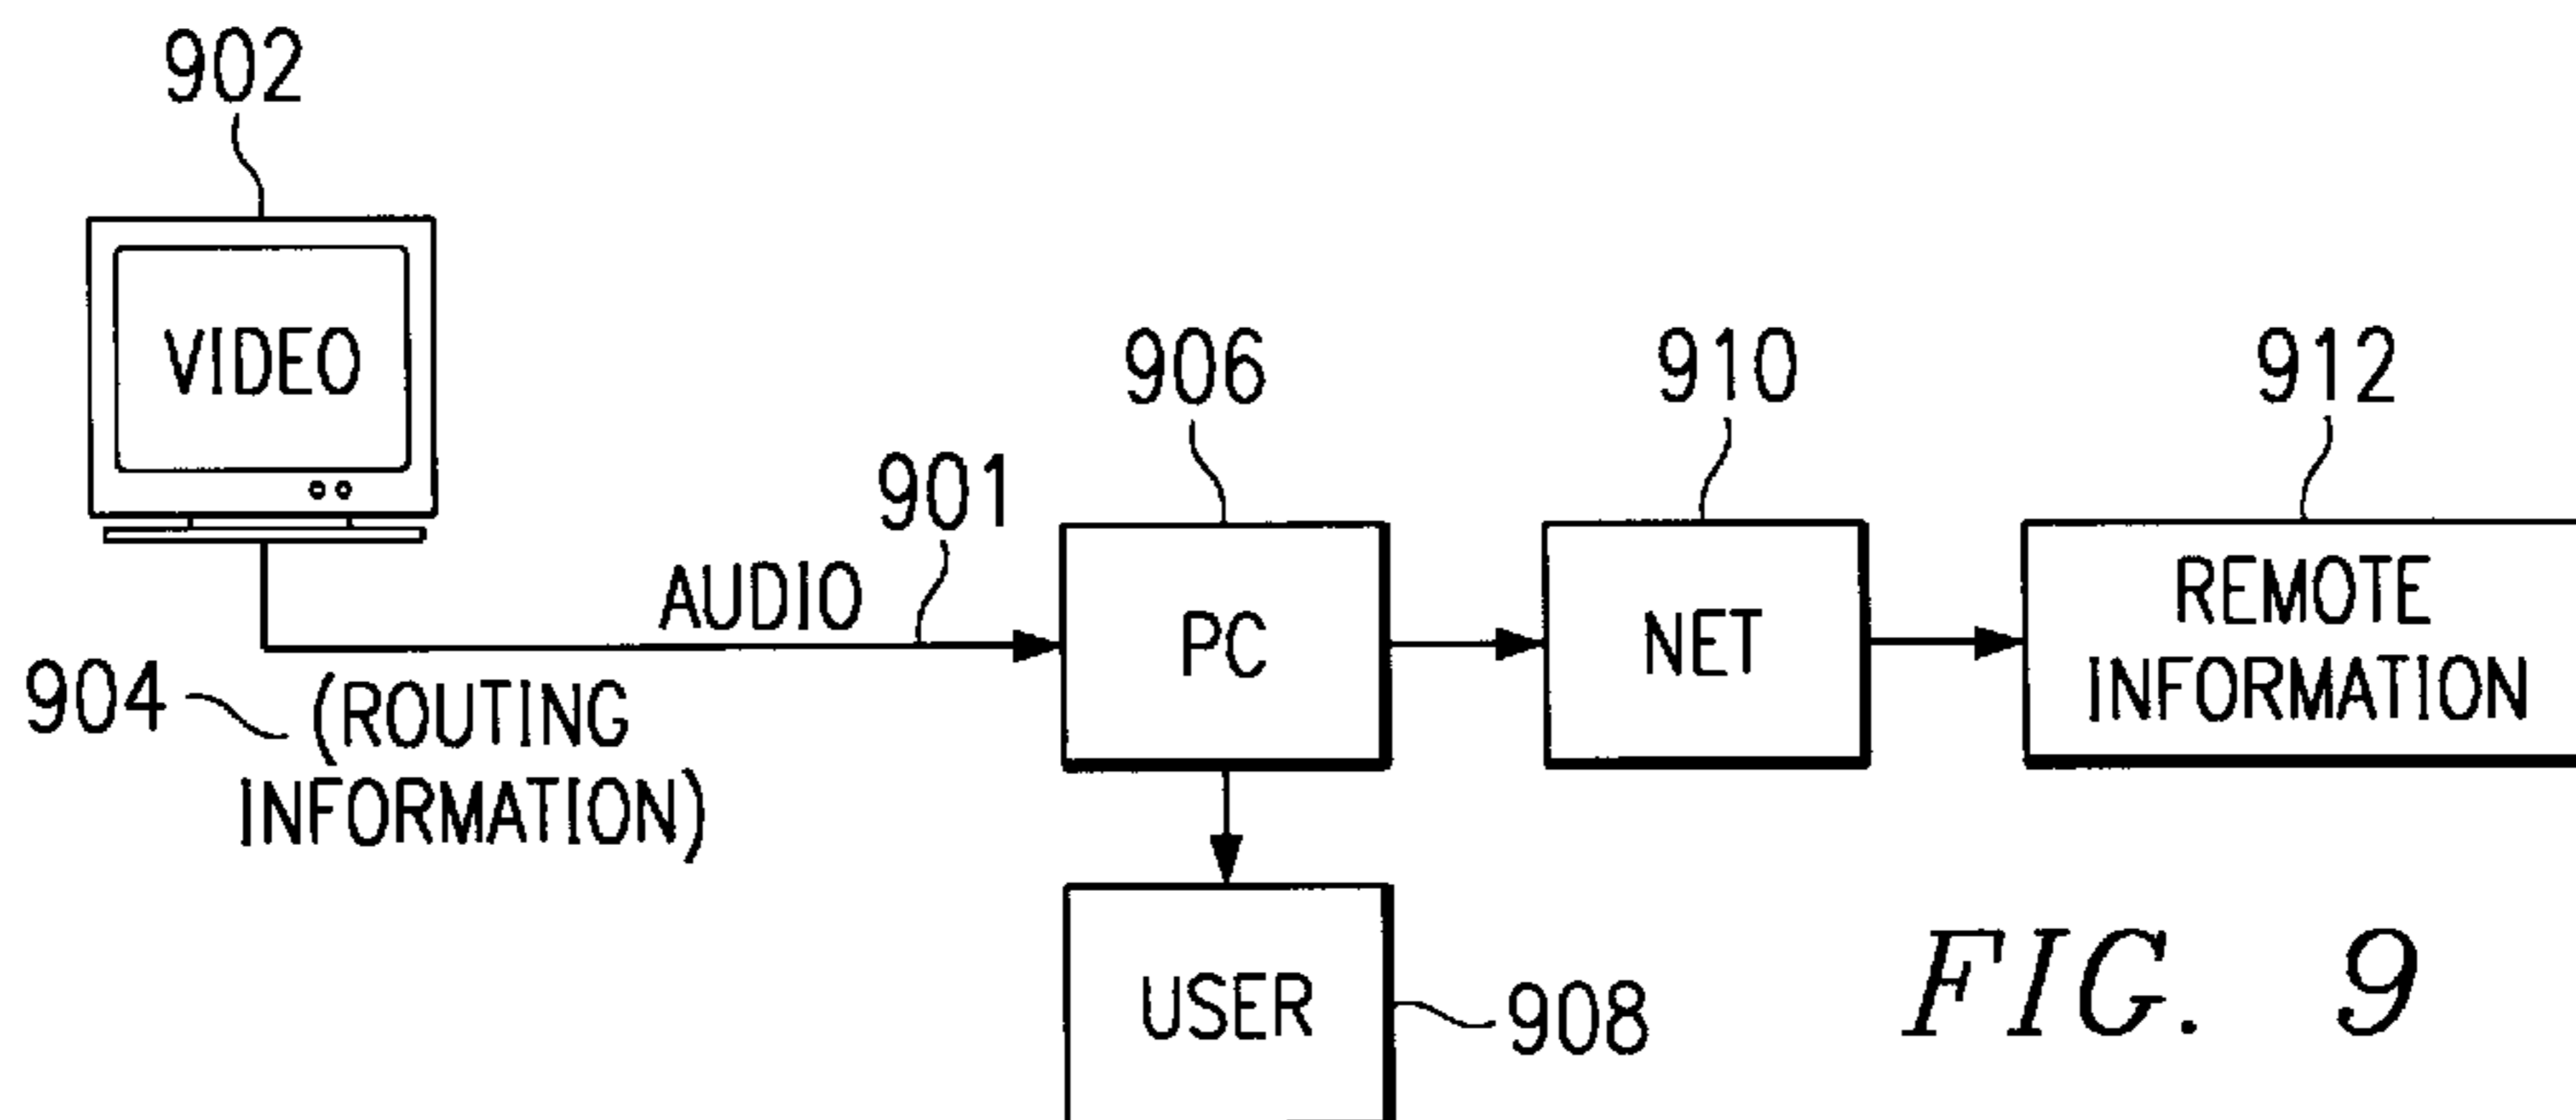 902
VIDEO
906
910
912
901
AUDIO
PC
NET
REMOTE
INFORMATION
904
(ROUTING
INFORMATION)
USER
908
FIG. 9